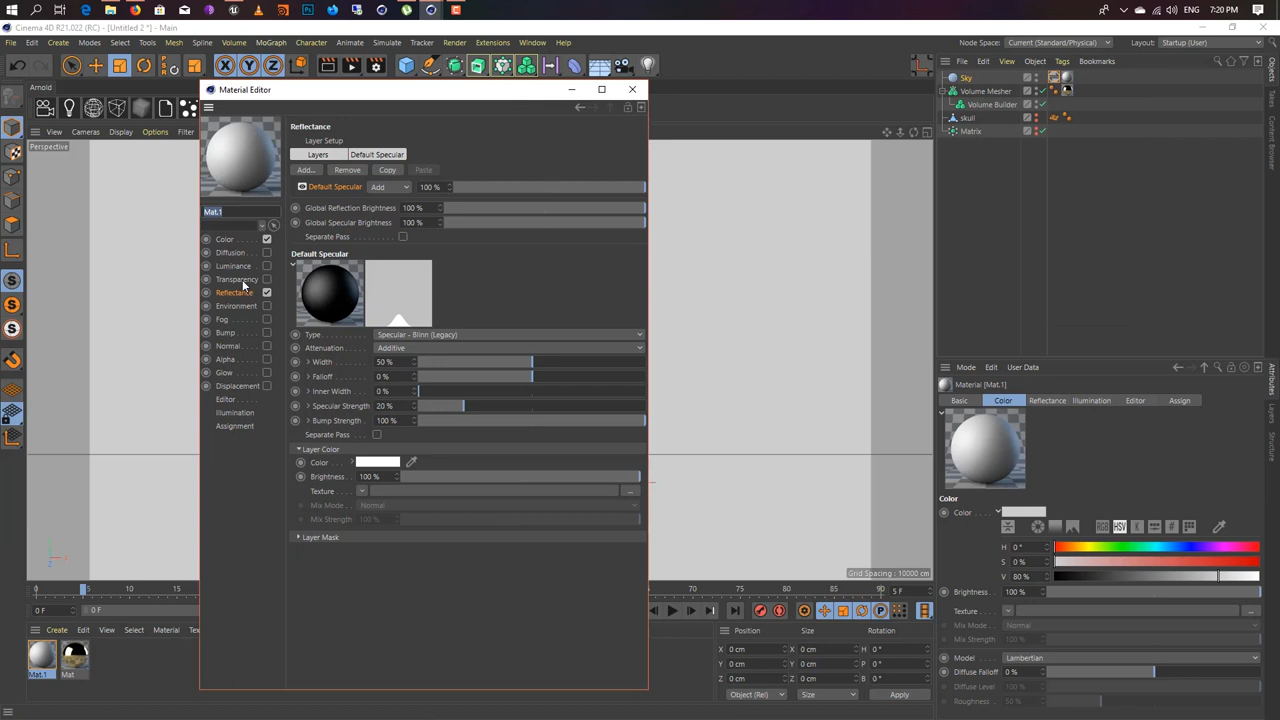 ENG 7:20 PM
Cinema 4D R21.022 (RC) - [Untitled 2 *] - Main
File Edit Create Modes Select Tools Mesh Spline Volume MoGraph Character Animate Simulate Tracker Render Extensions Window Help
Node Space: Current (Standard/Physical) Layout: Startup (User)
X Y Z
File Edit View Object Tags Bookmarks
Arnold
View Cameras Display Options Filter
Perspective
Sky
Volume Mesher
Volume Builder
skull
Matrix
Objects
Takes
Content Browser
Material Editor
Reflectance
Layer Setup
Layers Default Specular
Add... Remove Copy Paste
Default Specular Add 100 %
Global Reflection Brightness 100 %
Global Specular Brightness 100 %
Separate Pass
Default Specular
Type Specular - Blinn (Legacy)
Attenuation Additive
Width 50 %
Falloff 0 %
Inner Width 0 %
Specular Strength 20 %
Bump Strength 100 %
Separate Pass
Layer Color
Color
Brightness 100 %
Texture
Mix Mode Normal
Mix Strength 100 %
Layer Mask
Mat.1
Color
Diffusion
Luminance
Transparency
Reflectance
Environment
Fog
Bump
Normal
Alpha
Glow
Displacement
Editor
Illumination
Assignment
Mode Edit User Data
Material [Mat.1]
Basic Color Reflectance Illumination Editor Assign
Color
Color
RGB HSV K #
H 0 °
S 0 %
V 80 %
Brightness 100 %
Texture
Mix Mode Normal
Mix Strength 100 %
Model Lambertian
Diffuse Falloff 0 %
Diffuse Level 100 %
Roughness 50 %
Attributes
Layers
Structure
Grid Spacing : 10000 cm
0 5 85 90 5 F
0 F 0 F
Create Edit View Select Material Tex
Mat.1 Mat
Position Size Rotation
X 0 cm X 0 cm H 0 °
Y 0 cm Y 0 cm P 0 °
Z 0 cm Z 0 cm B 0 °
Object (Rel) Size Apply